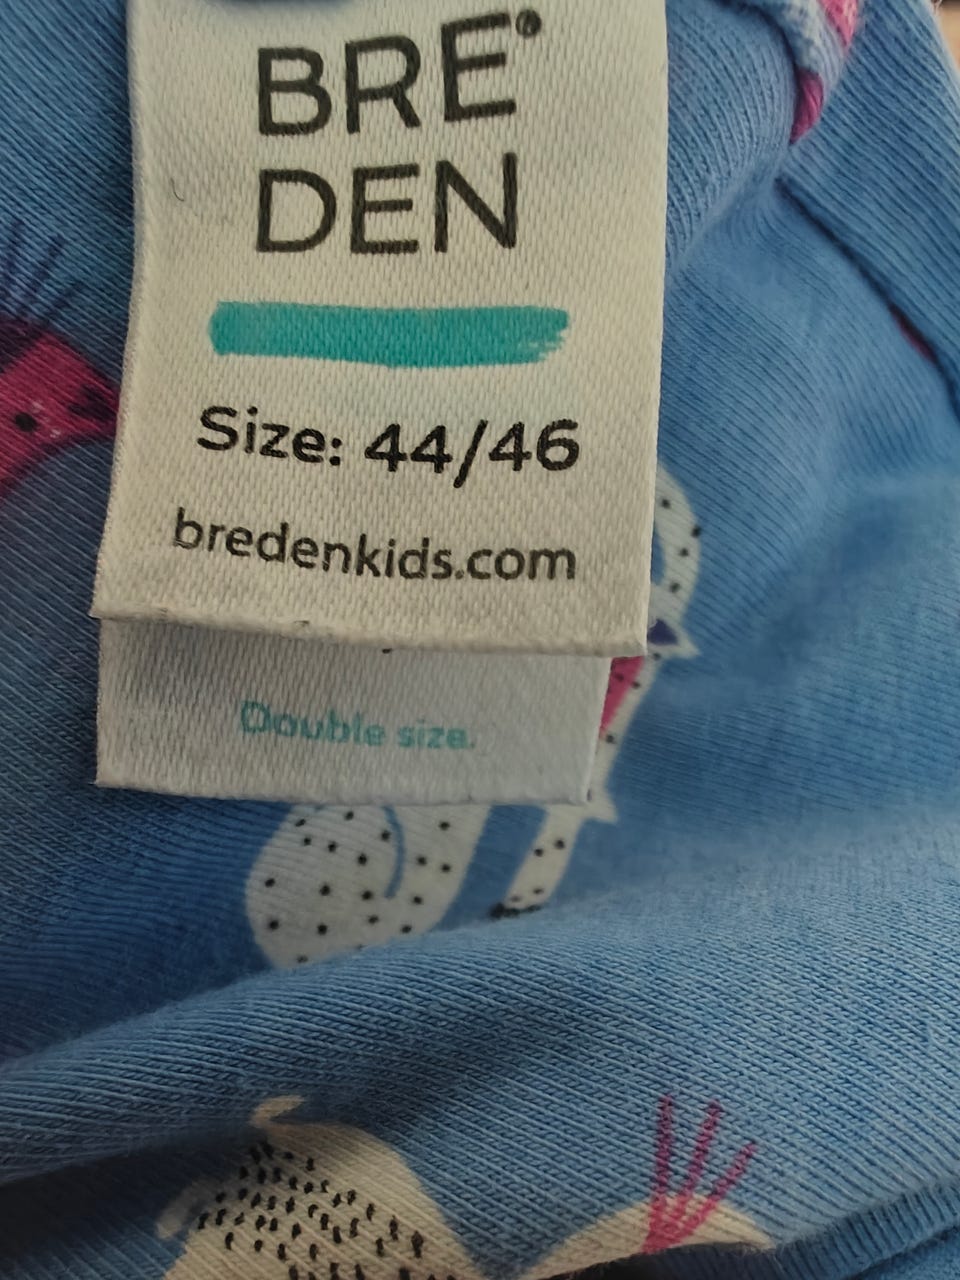 BRE®
DEN
Size: 44/46
bredenkids.com
Double size.